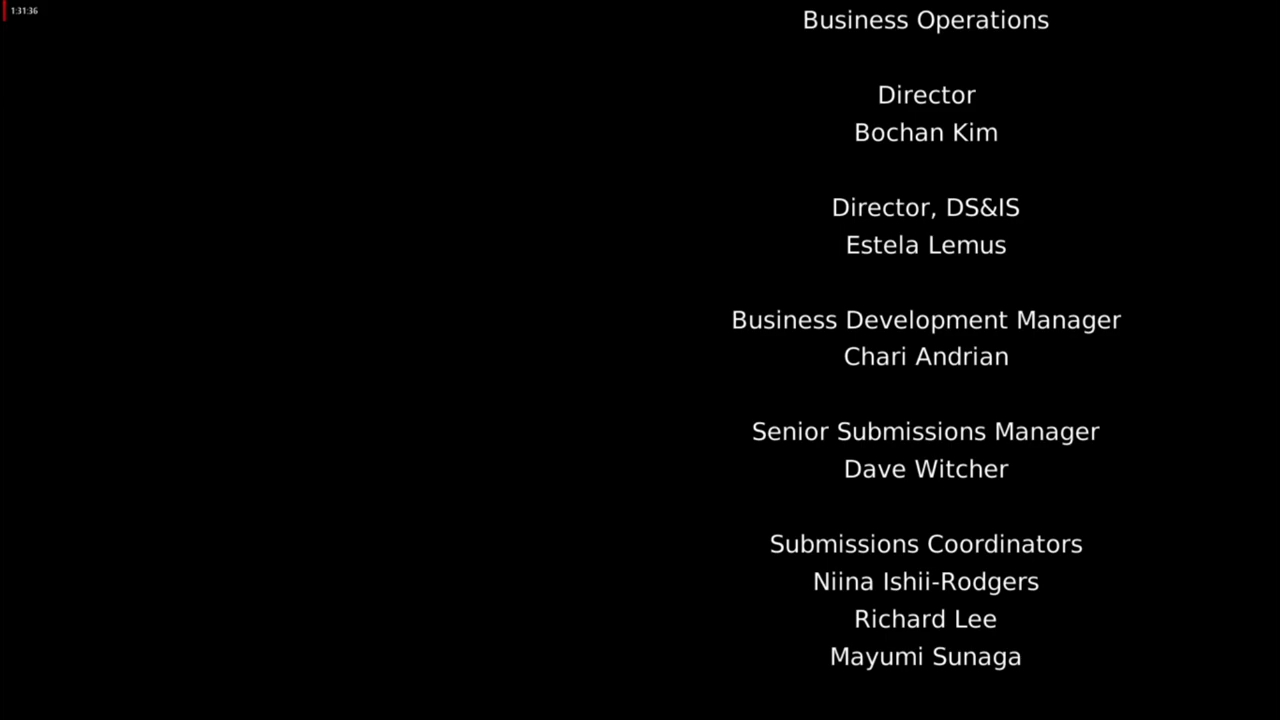 1:31:36
Business Operations
Director
Bochan Kim
Director, DS&IS
Estela Lemus
Business Development Manager
Chari Andrian
Senior Submissions Manager
Dave Witcher
Submissions Coordinators
Niina Ishii-Rodgers
Richard Lee
Mayumi Sunaga